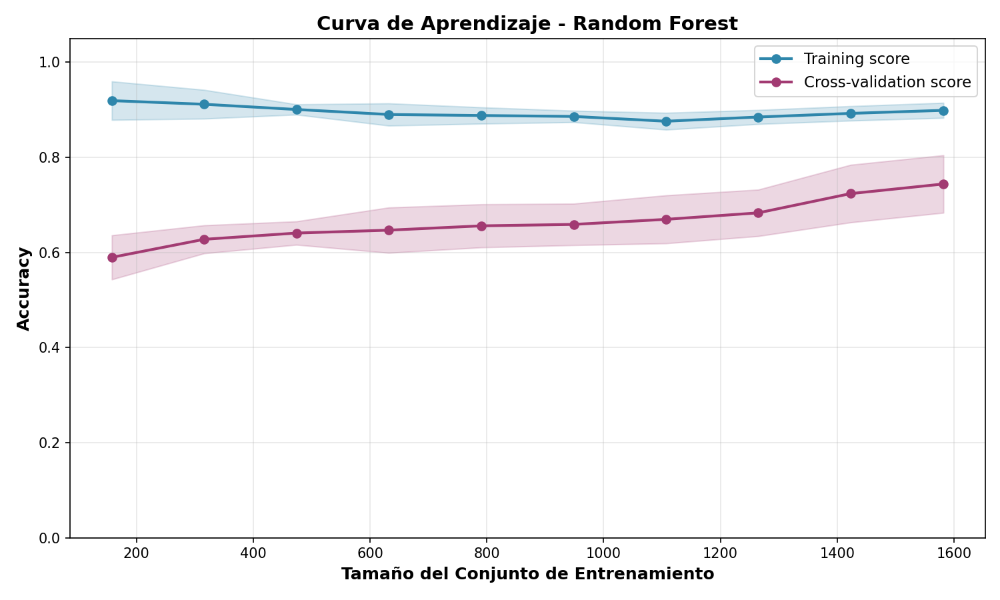 Curva de Aprendizaje - Random Forest
Training score
Cross-validation score
Accuracy
1.0
0.8
0.6
0.4
0.2
0.0
200 400 600 800 1000 1200 1400 1600
Tamaño del Conjunto de Entrenamiento